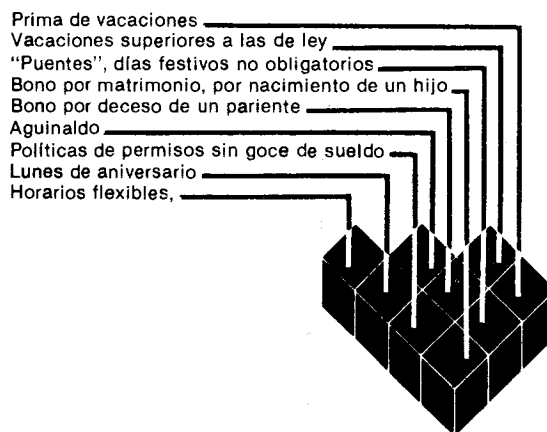 Prima de vacaciones
Vacaciones superiores a las de ley
"Puentes", días festivos no obligatorios
Bono por matrimonio, por nacimiento de un hijo
Bono por deceso de un pariente
Aguinaldo
Políticas de permisos sin goce de sueldo
Lunes de aniversario
Horarios flexibles,